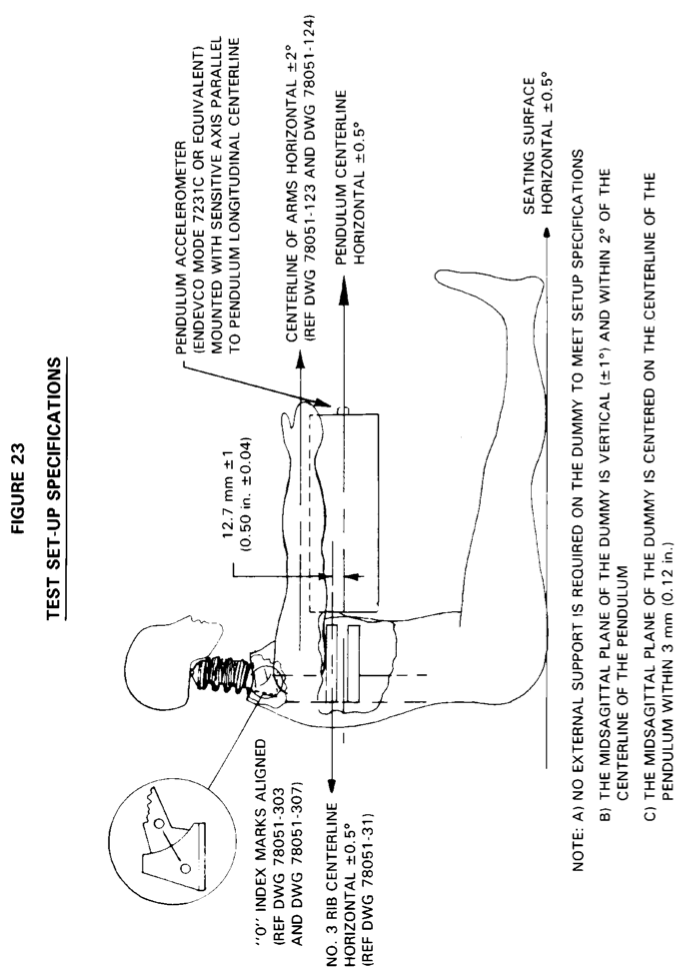 FIGURE 23
TEST SET-UP SPECIFICATIONS
PENDULUM ACCELEROMETER
(ENDEVCO MODE 7231C OR EQUIVALENT)
MOUNTED WITH SENSITIVE AXIS PARALLEL
TO PENDULUM LONGITUDINAL CENTERLINE
CENTERLINE OF ARMS HORIZONTAL ±2°
(REF DWG 78051-123 AND DWG 78051-124)
PENDULUM CENTERLINE
HORIZONTAL ±0.5°
12.7 mm ±1
(0.50 in. ±0.04)
"O" INDEX MARKS ALIGNED
(REF DWG 78051-303
AND DWG 78051-307)
NO. 3 RIB CENTERLINE
HORIZONTAL ±0.5°
(REF DWG 78051-31)
SEATING SURFACE
HORIZONTAL ±0.5°
NOTE: A) NO EXTERNAL SUPPORT IS REQUIRED ON THE DUMMY TO MEET SETUP SPECIFICATIONS
B) THE MIDSAGITTAL PLANE OF THE DUMMY IS VERTICAL (±1°) AND WITHIN 2° OF THE
CENTERLINE OF THE PENDULUM
C) THE MIDSAGITTAL PLANE OF THE DUMMY IS CENTERED ON THE CENTERLINE OF THE
PENDULUM WITHIN 3 mm (0.12 in.)